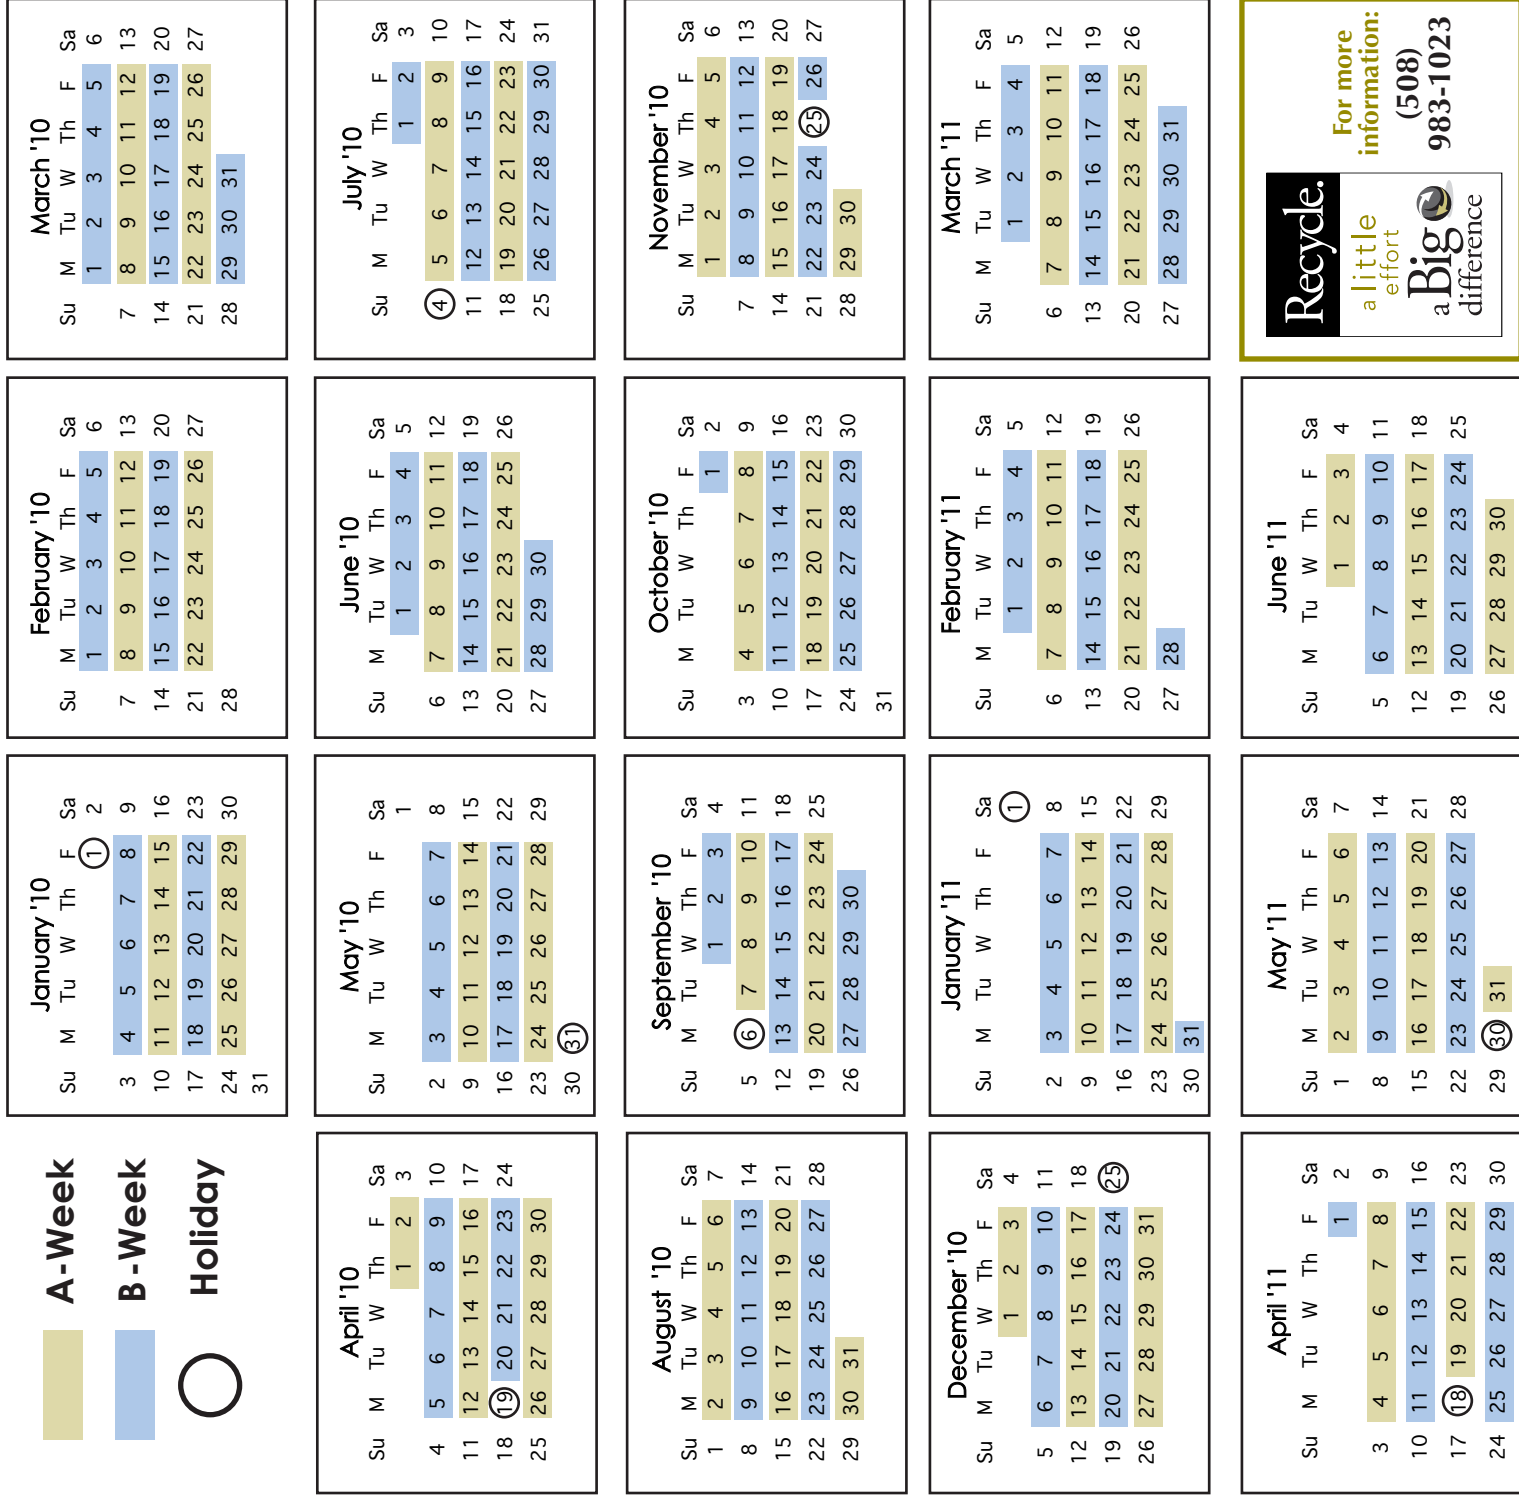 A-Week
B-Week
Holiday
January '10
Su M Tu W Th F Sa
1 2
3 4 5 6 7 8 9
10 11 12 13 14 15 16
17 18 19 20 21 22 23
24 25 26 27 28 29 30
31
February '10
Su M Tu W Th F Sa
1 2 3 4 5 6
7 8 9 10 11 12 13
14 15 16 17 18 19 20
21 22 23 24 25 26 27
28
March '10
Su M Tu W Th F Sa
1 2 3 4 5 6
7 8 9 10 11 12 13
14 15 16 17 18 19 20
21 22 23 24 25 26 27
28 29 30 31
April '10
Su M Tu W Th F Sa
1 2 3
4 5 6 7 8 9 10
11 12 13 14 15 16 17
18 19 20 21 22 23 24
25 26 27 28 29 30
May '10
Su M Tu W Th F Sa
1
2 3 4 5 6 7 8
9 10 11 12 13 14 15
16 17 18 19 20 21 22
23 24 25 26 27 28 29
30 31
June '10
Su M Tu W Th F Sa
1 2 3 4 5
6 7 8 9 10 11 12
13 14 15 16 17 18 19
20 21 22 23 24 25 26
27 28 29 30
July '10
Su M Tu W Th F Sa
1 2 3
4 5 6 7 8 9 10
11 12 13 14 15 16 17
18 19 20 21 22 23 24
25 26 27 28 29 30 31
August '10
Su M Tu W Th F Sa
1 2 3 4 5 6 7
8 9 10 11 12 13 14
15 16 17 18 19 20 21
22 23 24 25 26 27 28
29 30 31
September '10
Su M Tu W Th F Sa
1 2 3 4
5 6 7 8 9 10 11
12 13 14 15 16 17 18
19 20 21 22 23 24 25
26 27 28 29 30
October '10
Su M Tu W Th F Sa
1 2
3 4 5 6 7 8 9
10 11 12 13 14 15 16
17 18 19 20 21 22 23
24 25 26 27 28 29 30
31
November '10
Su M Tu W Th F Sa
1 2 3 4 5 6
7 8 9 10 11 12 13
14 15 16 17 18 19 20
21 22 23 24 25 26 27
28 29 30
December '10
Su M Tu W Th F Sa
1 2 3 4
5 6 7 8 9 10 11
12 13 14 15 16 17 18
19 20 21 22 23 24 25
26 27 28 29 30 31
January '11
Su M Tu W Th F Sa
1
2 3 4 5 6 7 8
9 10 11 12 13 14 15
16 17 18 19 20 21 22
23 24 25 26 27 28 29
30 31
February '11
Su M Tu W Th F Sa
1 2 3 4 5
6 7 8 9 10 11 12
13 14 15 16 17 18 19
20 21 22 23 24 25 26
27 28
March '11
Su M Tu W Th F Sa
1 2 3 4 5
6 7 8 9 10 11 12
13 14 15 16 17 18 19
20 21 22 23 24 25 26
27 28 29 30 31
April '11
Su M Tu W Th F Sa
1 2
3 4 5 6 7 8 9
10 11 12 13 14 15 16
17 18 19 20 21 22 23
24 25 26 27 28 29 30
May '11
Su M Tu W Th F Sa
1 2 3 4 5 6 7
8 9 10 11 12 13 14
15 16 17 18 19 20 21
22 23 24 25 26 27 28
29 30 31
June '11
Su M Tu W Th F Sa
1 2 3 4
5 6 7 8 9 10 11
12 13 14 15 16 17 18
19 20 21 22 23 24 25
26 27 28 29 30
Recycle.
a little
effort
a Big
difference
For more
information:
(508)
983-1023